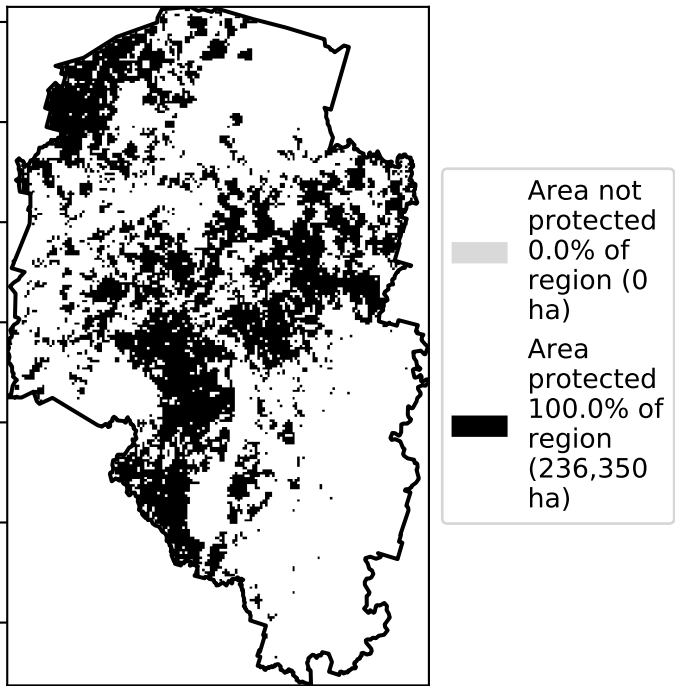 Area not
protected
0.0% of
region (0
ha)
Area
protected
100.0% of
region
(236,350
ha)